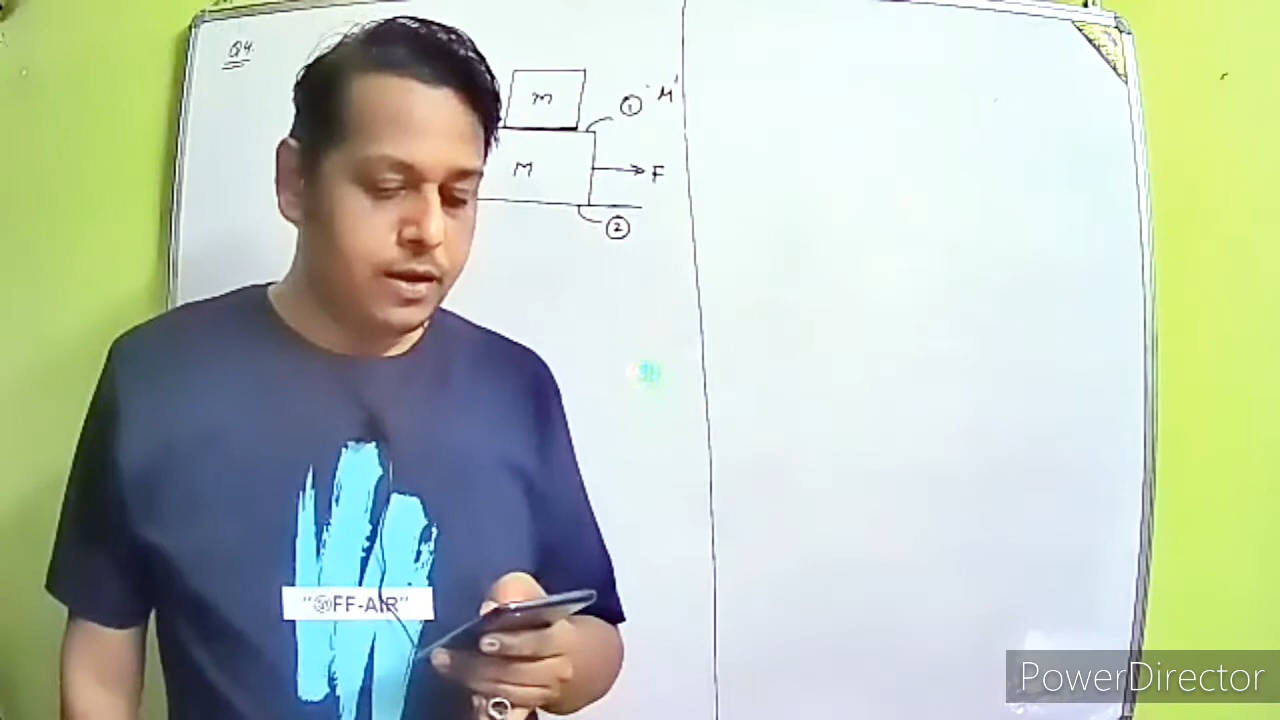 Q4.
m
① M
M
F
②
"OFF-AIR"
PowerDirector